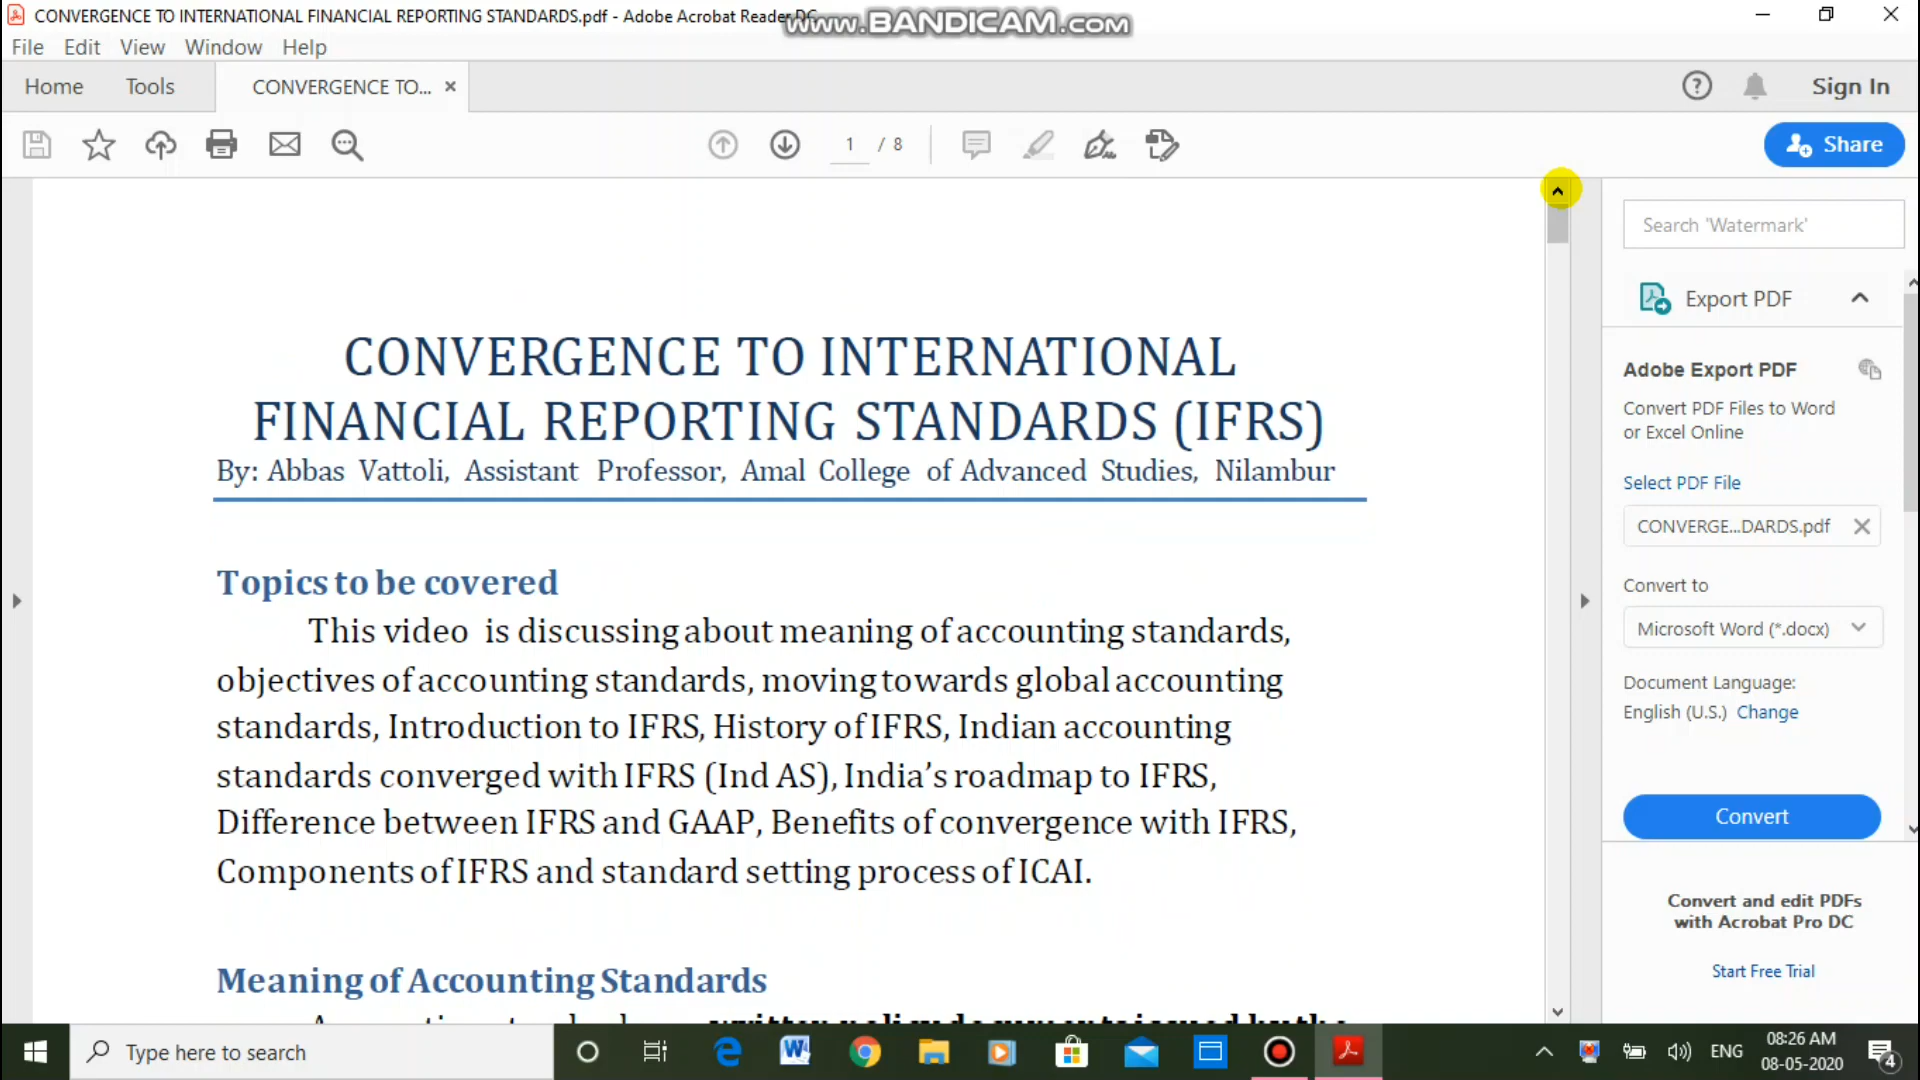 CONVERGENCE TO INTERNATIONAL FINANCIAL REPORTING STANDARDS.pdf - Adobe Acrobat Reader DC
www.BANDICAM.com
File Edit View Window Help
Home Tools CONVERGENCE TO... × Sign In
1 / 8 Share
Search 'Watermark'
Export PDF
CONVERGENCE TO INTERNATIONAL
FINANCIAL REPORTING STANDARDS (IFRS)
By: Abbas Vattoli, Assistant Professor, Amal College of Advanced Studies, Nilambur
Topics to be covered
This video is discussing about meaning of accounting standards,
objectives of accounting standards, moving towards global accounting
standards, Introduction to IFRS, History of IFRS, Indian accounting
standards converged with IFRS (Ind AS), India's roadmap to IFRS,
Difference between IFRS and GAAP, Benefits of convergence with IFRS,
Components of IFRS and standard setting process of ICAI.
Meaning of Accounting Standards
Adobe Export PDF
Convert PDF Files to Word
or Excel Online
Select PDF File
CONVERGE...DARDS.pdf
Convert to
Microsoft Word (*.docx)
Document Language:
English (U.S.) Change
Convert
Convert and edit PDFs
with Acrobat Pro DC
Start Free Trial
Type here to search
ENG
08:26 AM
08-05-2020
4